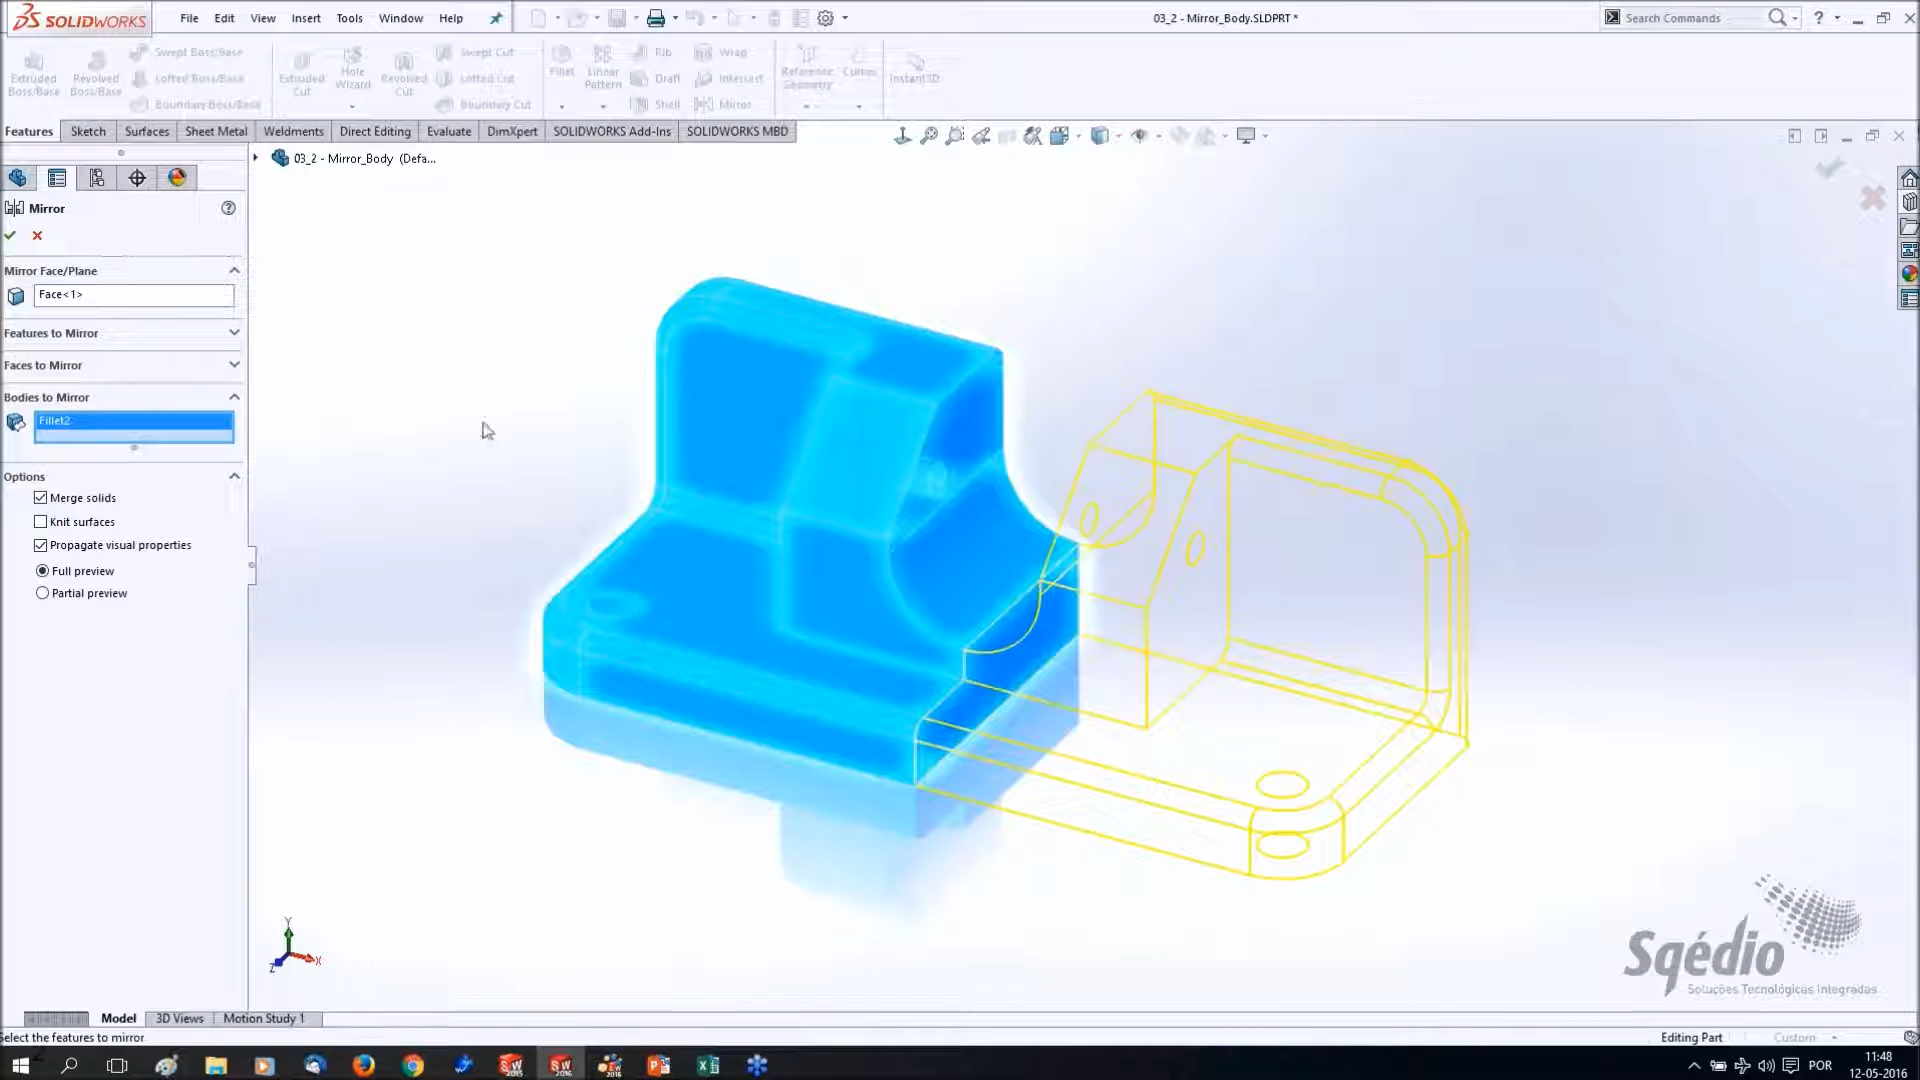 SOLIDWORKS File Edit View Insert Tools Window Help 03_2 - Mirror_Body.SLDPRT * Search Commands ?
Extruded Boss/Base
Revolved Boss/Base
Swept Boss/Base
Lofted Boss/Base
Boundary Boss/Base
Extruded Cut
Hole Wizard
Revolved Cut
Swept Cut
Lofted Cut
Boundary Cut
Fillet
Linear Pattern
Rib
Draft
Shell
Wrap
Intersect
Mirror
Reference Geometry
Curves
Instant3D
Features Sketch Surfaces Sheet Metal Weldments Direct Editing Evaluate DimXpert SOLIDWORKS Add-Ins SOLIDWORKS MBD
03_2 - Mirror_Body (Defa...
Mirror
Mirror Face/Plane
Face<1>
Features to Mirror
Faces to Mirror
Bodies to Mirror
Fillet2
Options
Merge solids
Knit surfaces
Propagate visual properties
Full preview
Partial preview
Y
X
Z
Sqédio
Soluções Tecnológicas Integradas
Model 3D Views Motion Study 1
Select the features to mirror Editing Part Custom
POR 11:48
12-05-2016